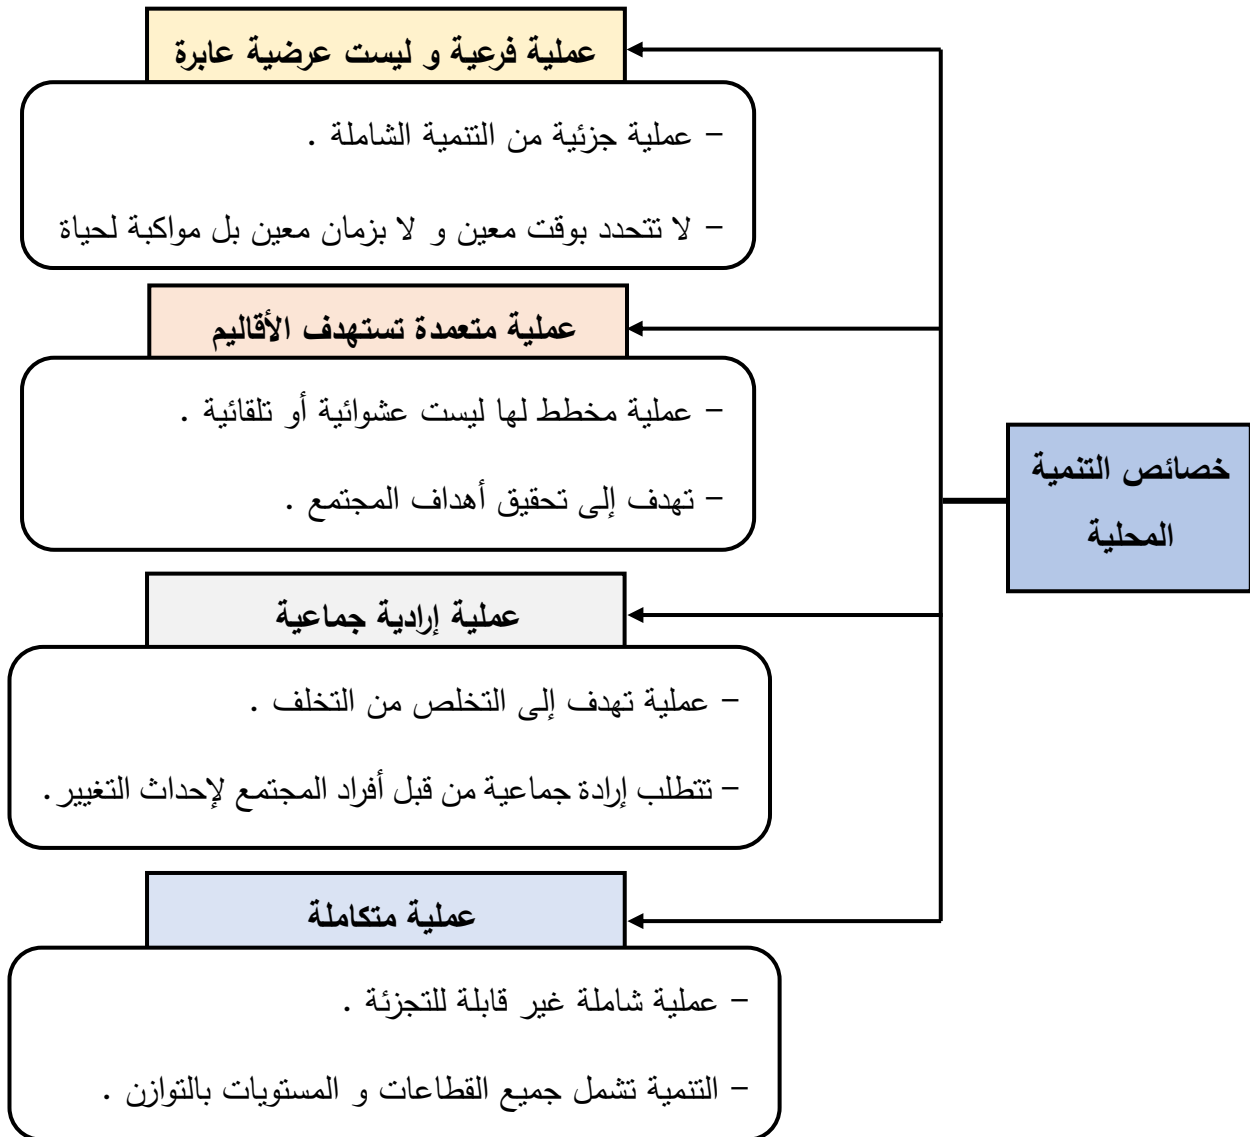 خصائص التنمية
المحلية
عملية فرعية و ليست عرضية عابرة
- عملية جزئية من التنمية الشاملة .
- لا تتحدد بوقت معين و لا بزمان معين بل مواكبة لحياة
عملية متعمدة تستهدف الأقاليم
- عملية مخطط لها ليست عشوائية أو تلقائية .
- تهدف إلى تحقيق أهداف المجتمع .
عملية إرادية جماعية
- عملية تهدف إلى التخلص من التخلف .
- تتطلب إرادة جماعية من قبل أفراد المجتمع لإحداث التغيير .
عملية متكاملة
- عملية شاملة غير قابلة للتجزئة .
- التنمية تشمل جميع القطاعات و المستويات بالتوازن .